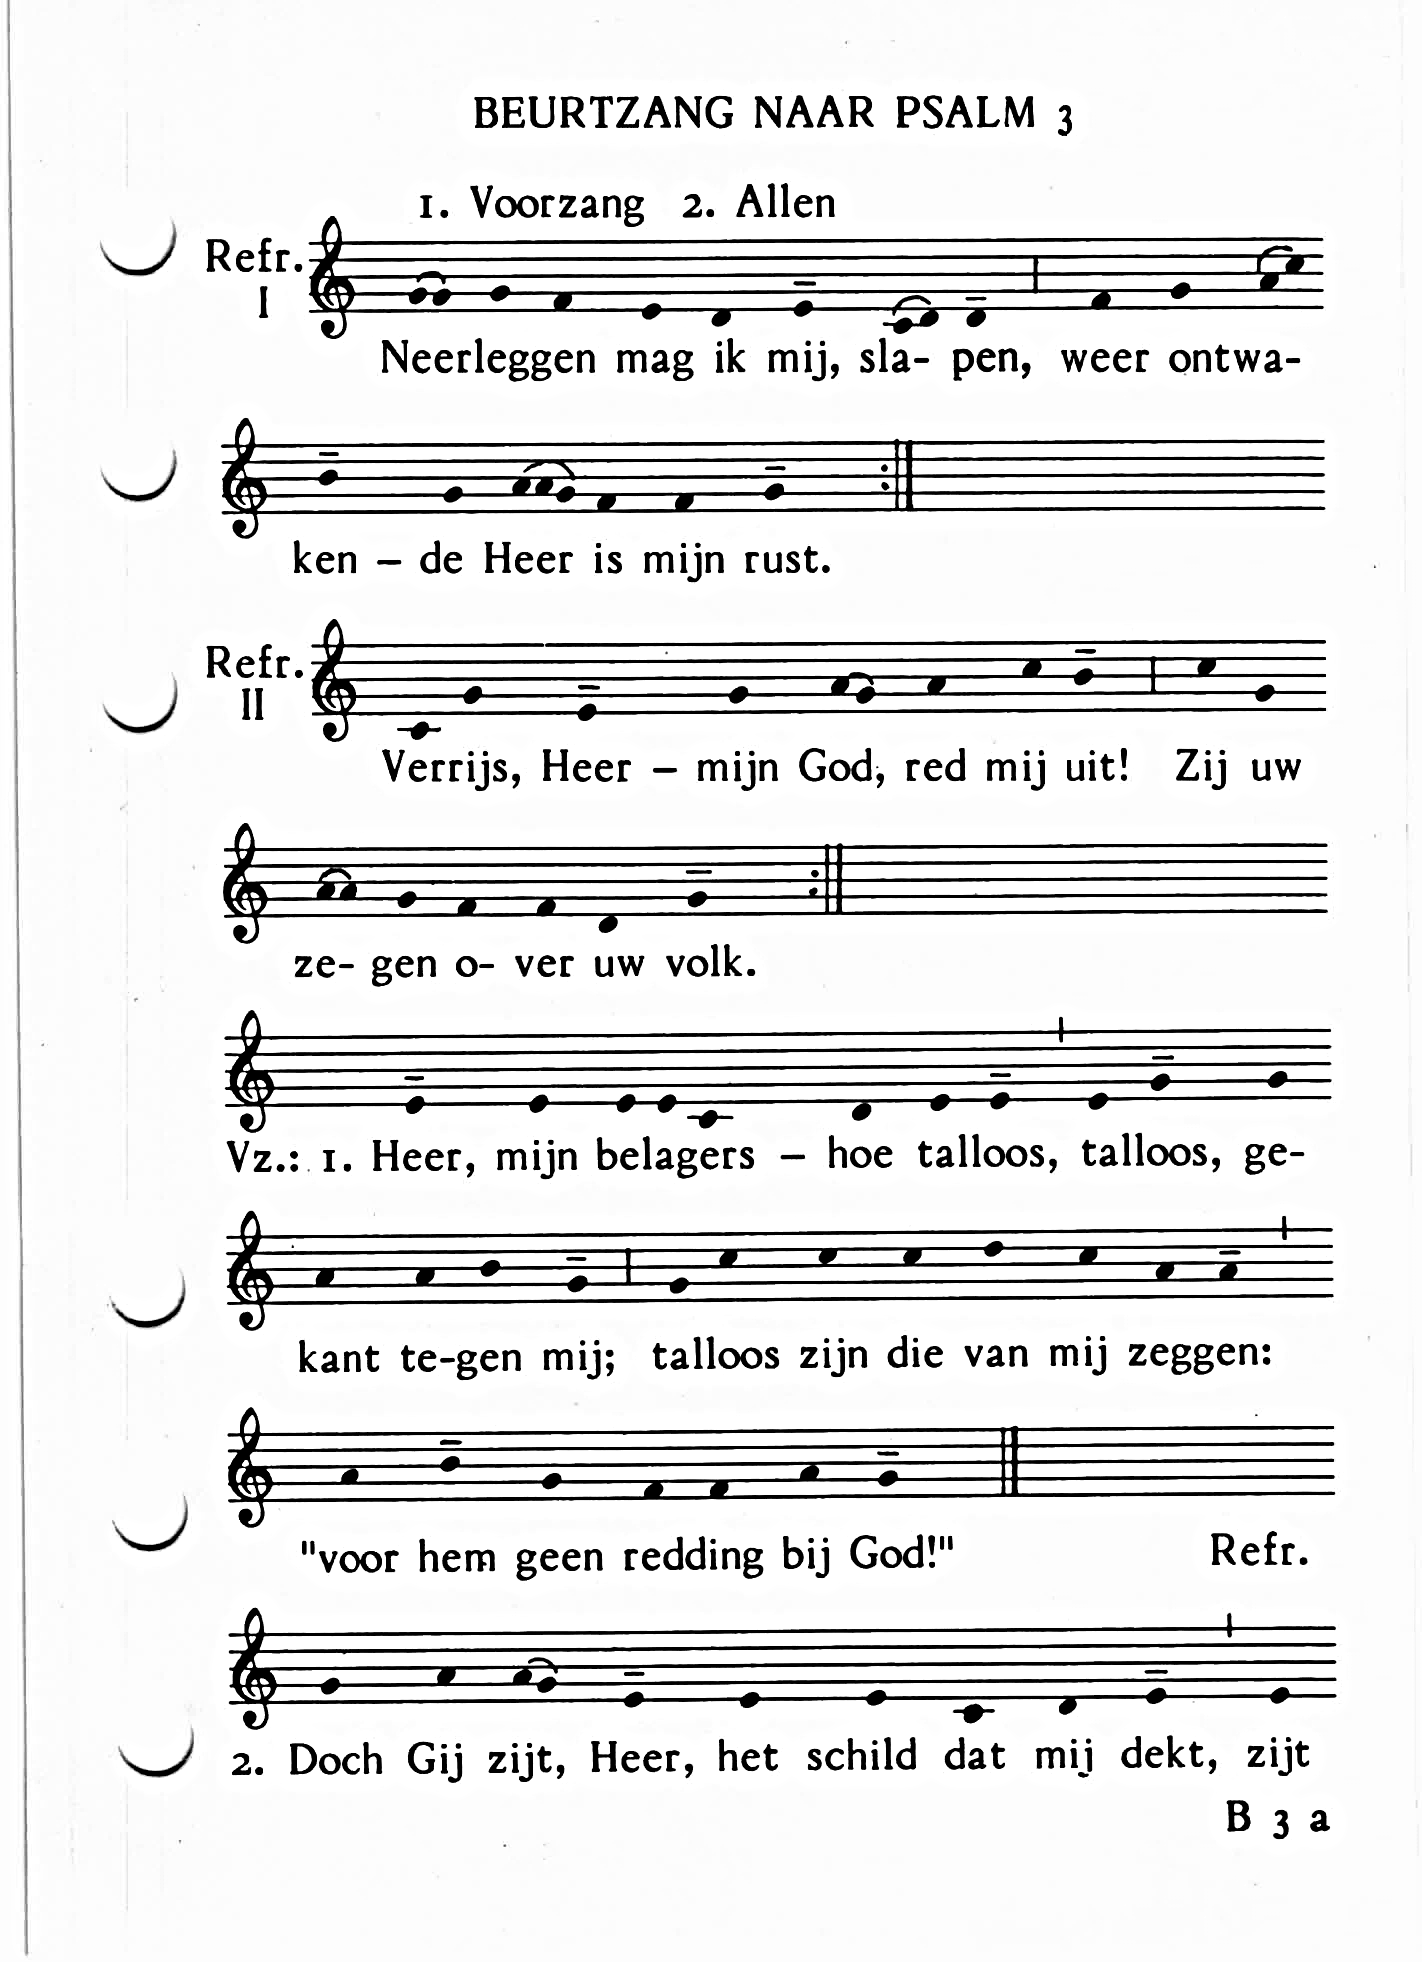 BEURTZANG NAAR PSALM 3
1. Voorzang 2. Allen
Refr.
I
Neerleggen mag ik mij, sla- pen, weer ontwa-
ken – de Heer is mijn rust.
Refr.
II
Verrijs, Heer – mijn God, red mij uit! Zij uw
ze- gen o- ver uw volk.
Vz.: 1. Heer, mijn belagers – hoe talloos, talloos, ge-
kant te-gen mij; talloos zijn die van mij zeggen:
"voor hem geen redding bij God!" Refr.
2. Doch Gij zijt, Heer, het schild dat mij dekt, zijt
B 3 a